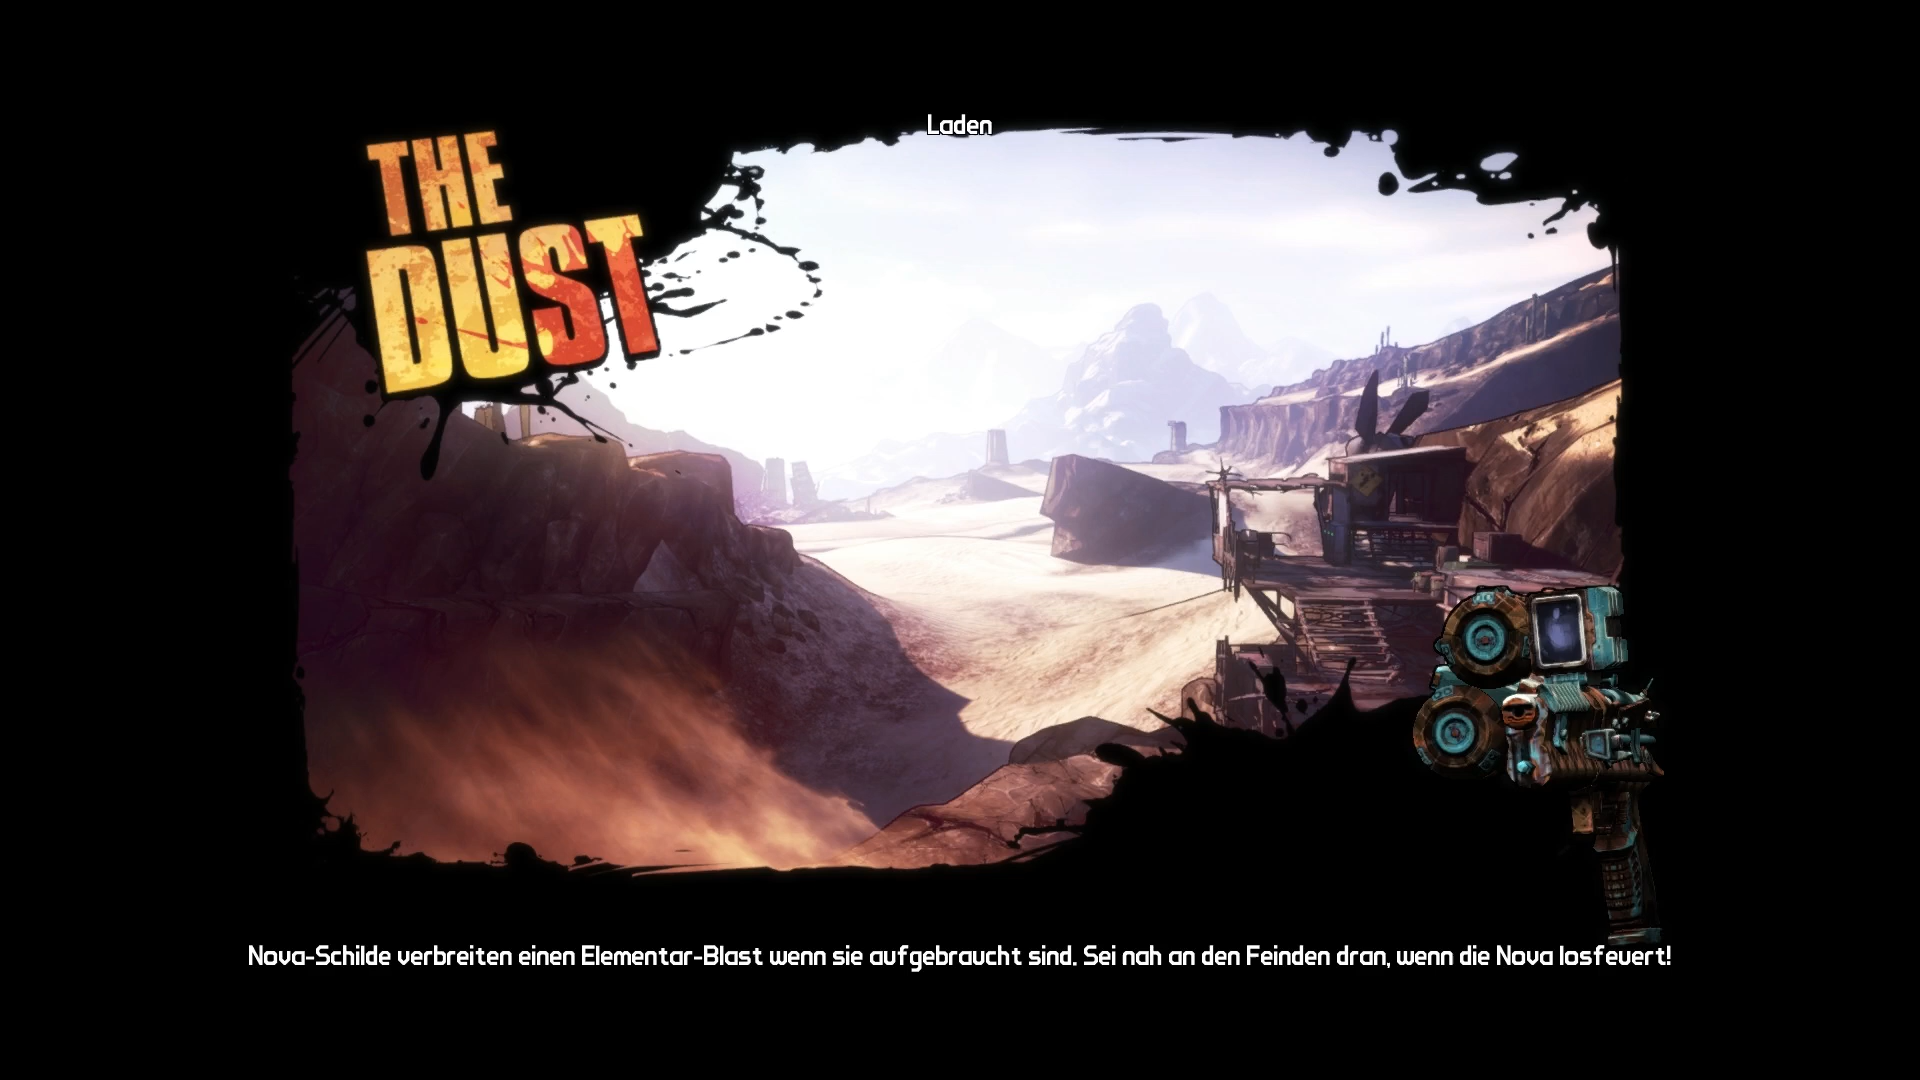 Laden
THE
DUST
Nova-Schilde verbreiten einen Elementar-Blast wenn sie aufgebraucht sind. Sei nah an den Feinden dran, wenn die Nova losfeuert!